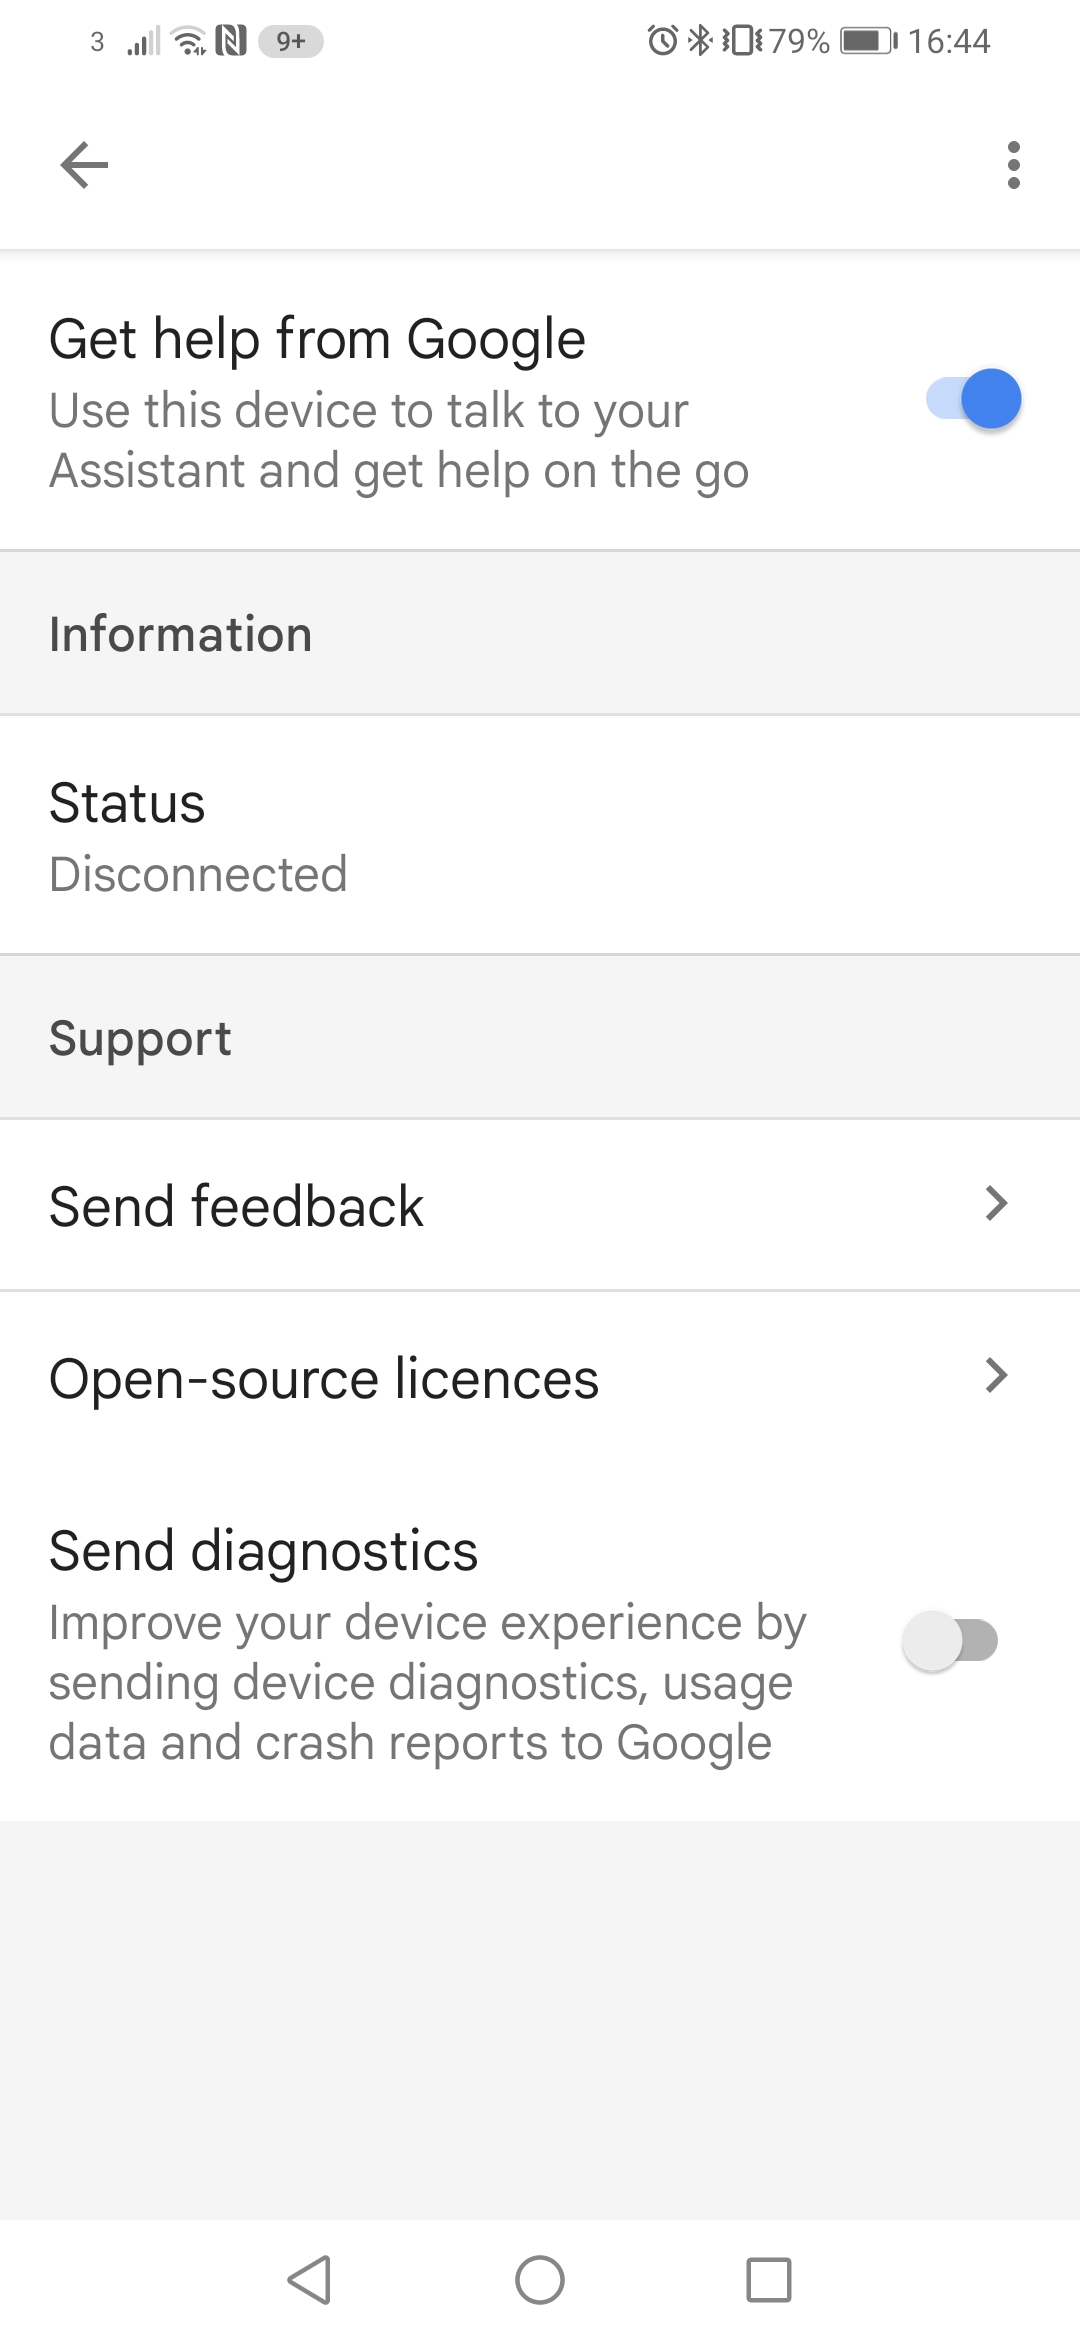 3 9+ 79% 16:44
Get help from Google
Use this device to talk to your
Assistant and get help on the go
Information
Status
Disconnected
Support
Send feedback
Open-source licences
Send diagnostics
Improve your device experience by
sending device diagnostics, usage
data and crash reports to Google